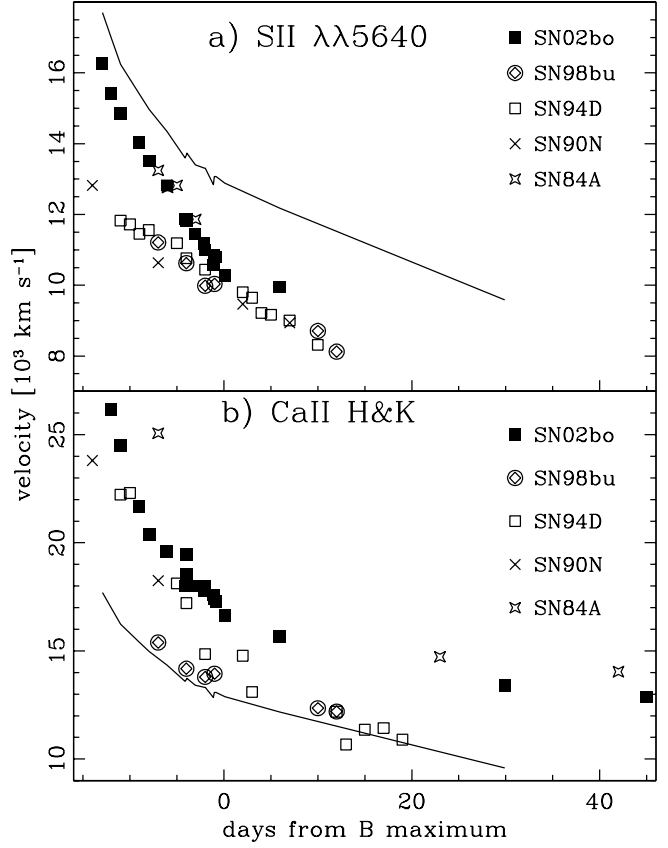 a) SII λλ5640
SN02bo
SN98bu
SN94D
SN90N
SN84A
16
14
12
10
8
velocity [10³ km s⁻¹]
b) CaII H&K
SN02bo
SN98bu
SN94D
SN90N
SN84A
25
20
15
10
0
20
40
days from B maximum